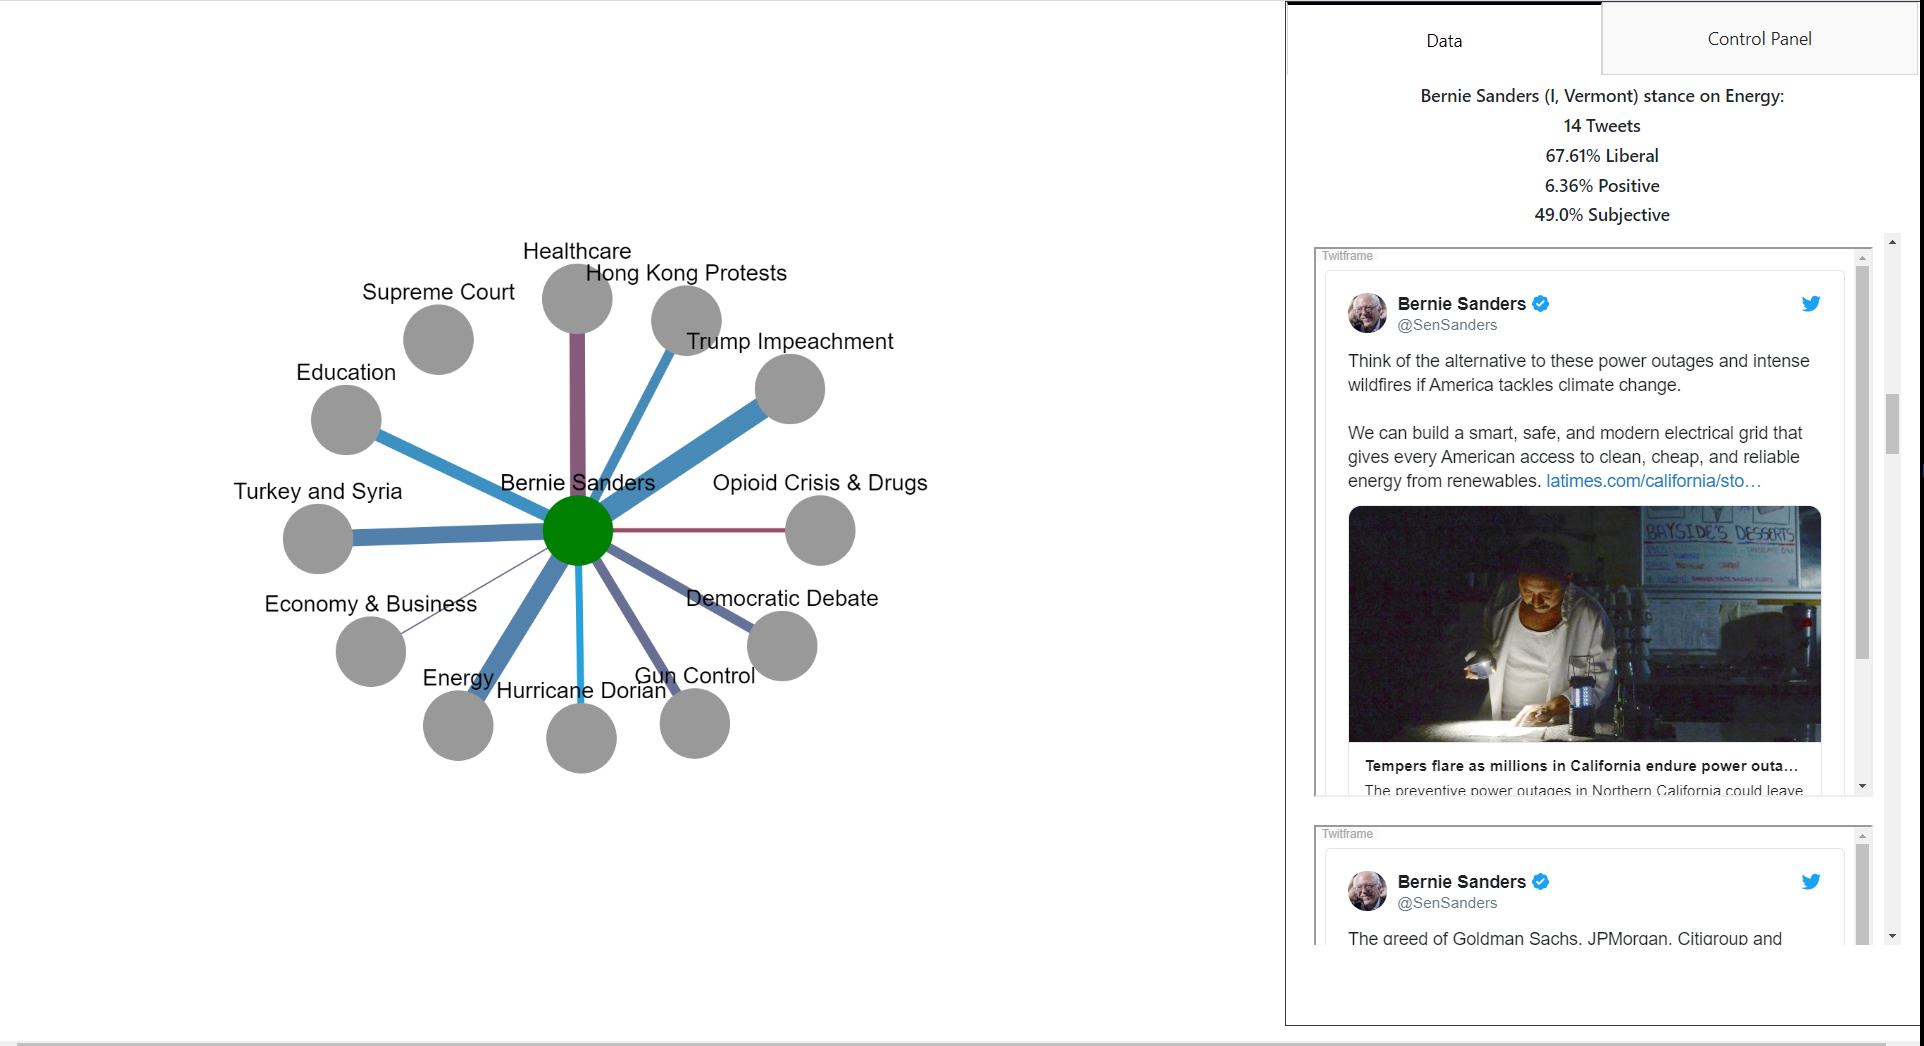 Data
Control Panel
Bernie Sanders (I, Vermont) stance on Energy:
14 Tweets
67.61% Liberal
6.36% Positive
49.0% Subjective
Healthcare
Hong Kong Protests
Supreme Court
Trump Impeachment
Education
Bernie Sanders
Opioid Crisis & Drugs
Turkey and Syria
Democratic Debate
Economy & Business
Gun Control
Energy
Hurricane Dorian
Twitframe
Bernie Sanders
@SenSanders
Think of the alternative to these power outages and intense
wildfires if America tackles climate change.
We can build a smart, safe, and modern electrical grid that
gives every American access to clean, cheap, and reliable
energy from renewables. latimes.com/california/sto…
BAYSIDE'S DESSERTS
Tempers flare as millions in California endure power outa…
The preventive power outages in Northern California could leave
Twitframe
Bernie Sanders
@SenSanders
The greed of Goldman Sachs, JPMorgan, Citigroup and